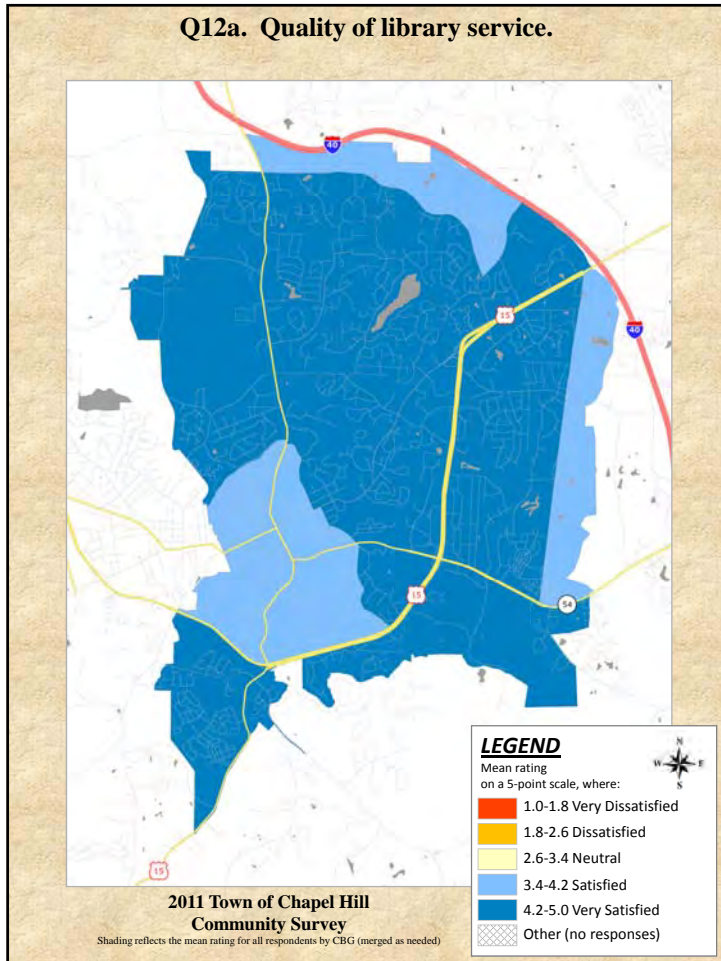 Q12a.  Quality of library service.
40
15
40
54
15
15
LEGEND
N
W E
S
Mean rating
on a 5-point scale, where:
1.0-1.8 Very Dissatisfied
1.8-2.6 Dissatisfied
2.6-3.4 Neutral
3.4-4.2 Satisfied
4.2-5.0 Very Satisfied
Other (no responses)
2011 Town of Chapel Hill
Community Survey
Shading reflects the mean rating for all respondents by CBG (merged as needed)